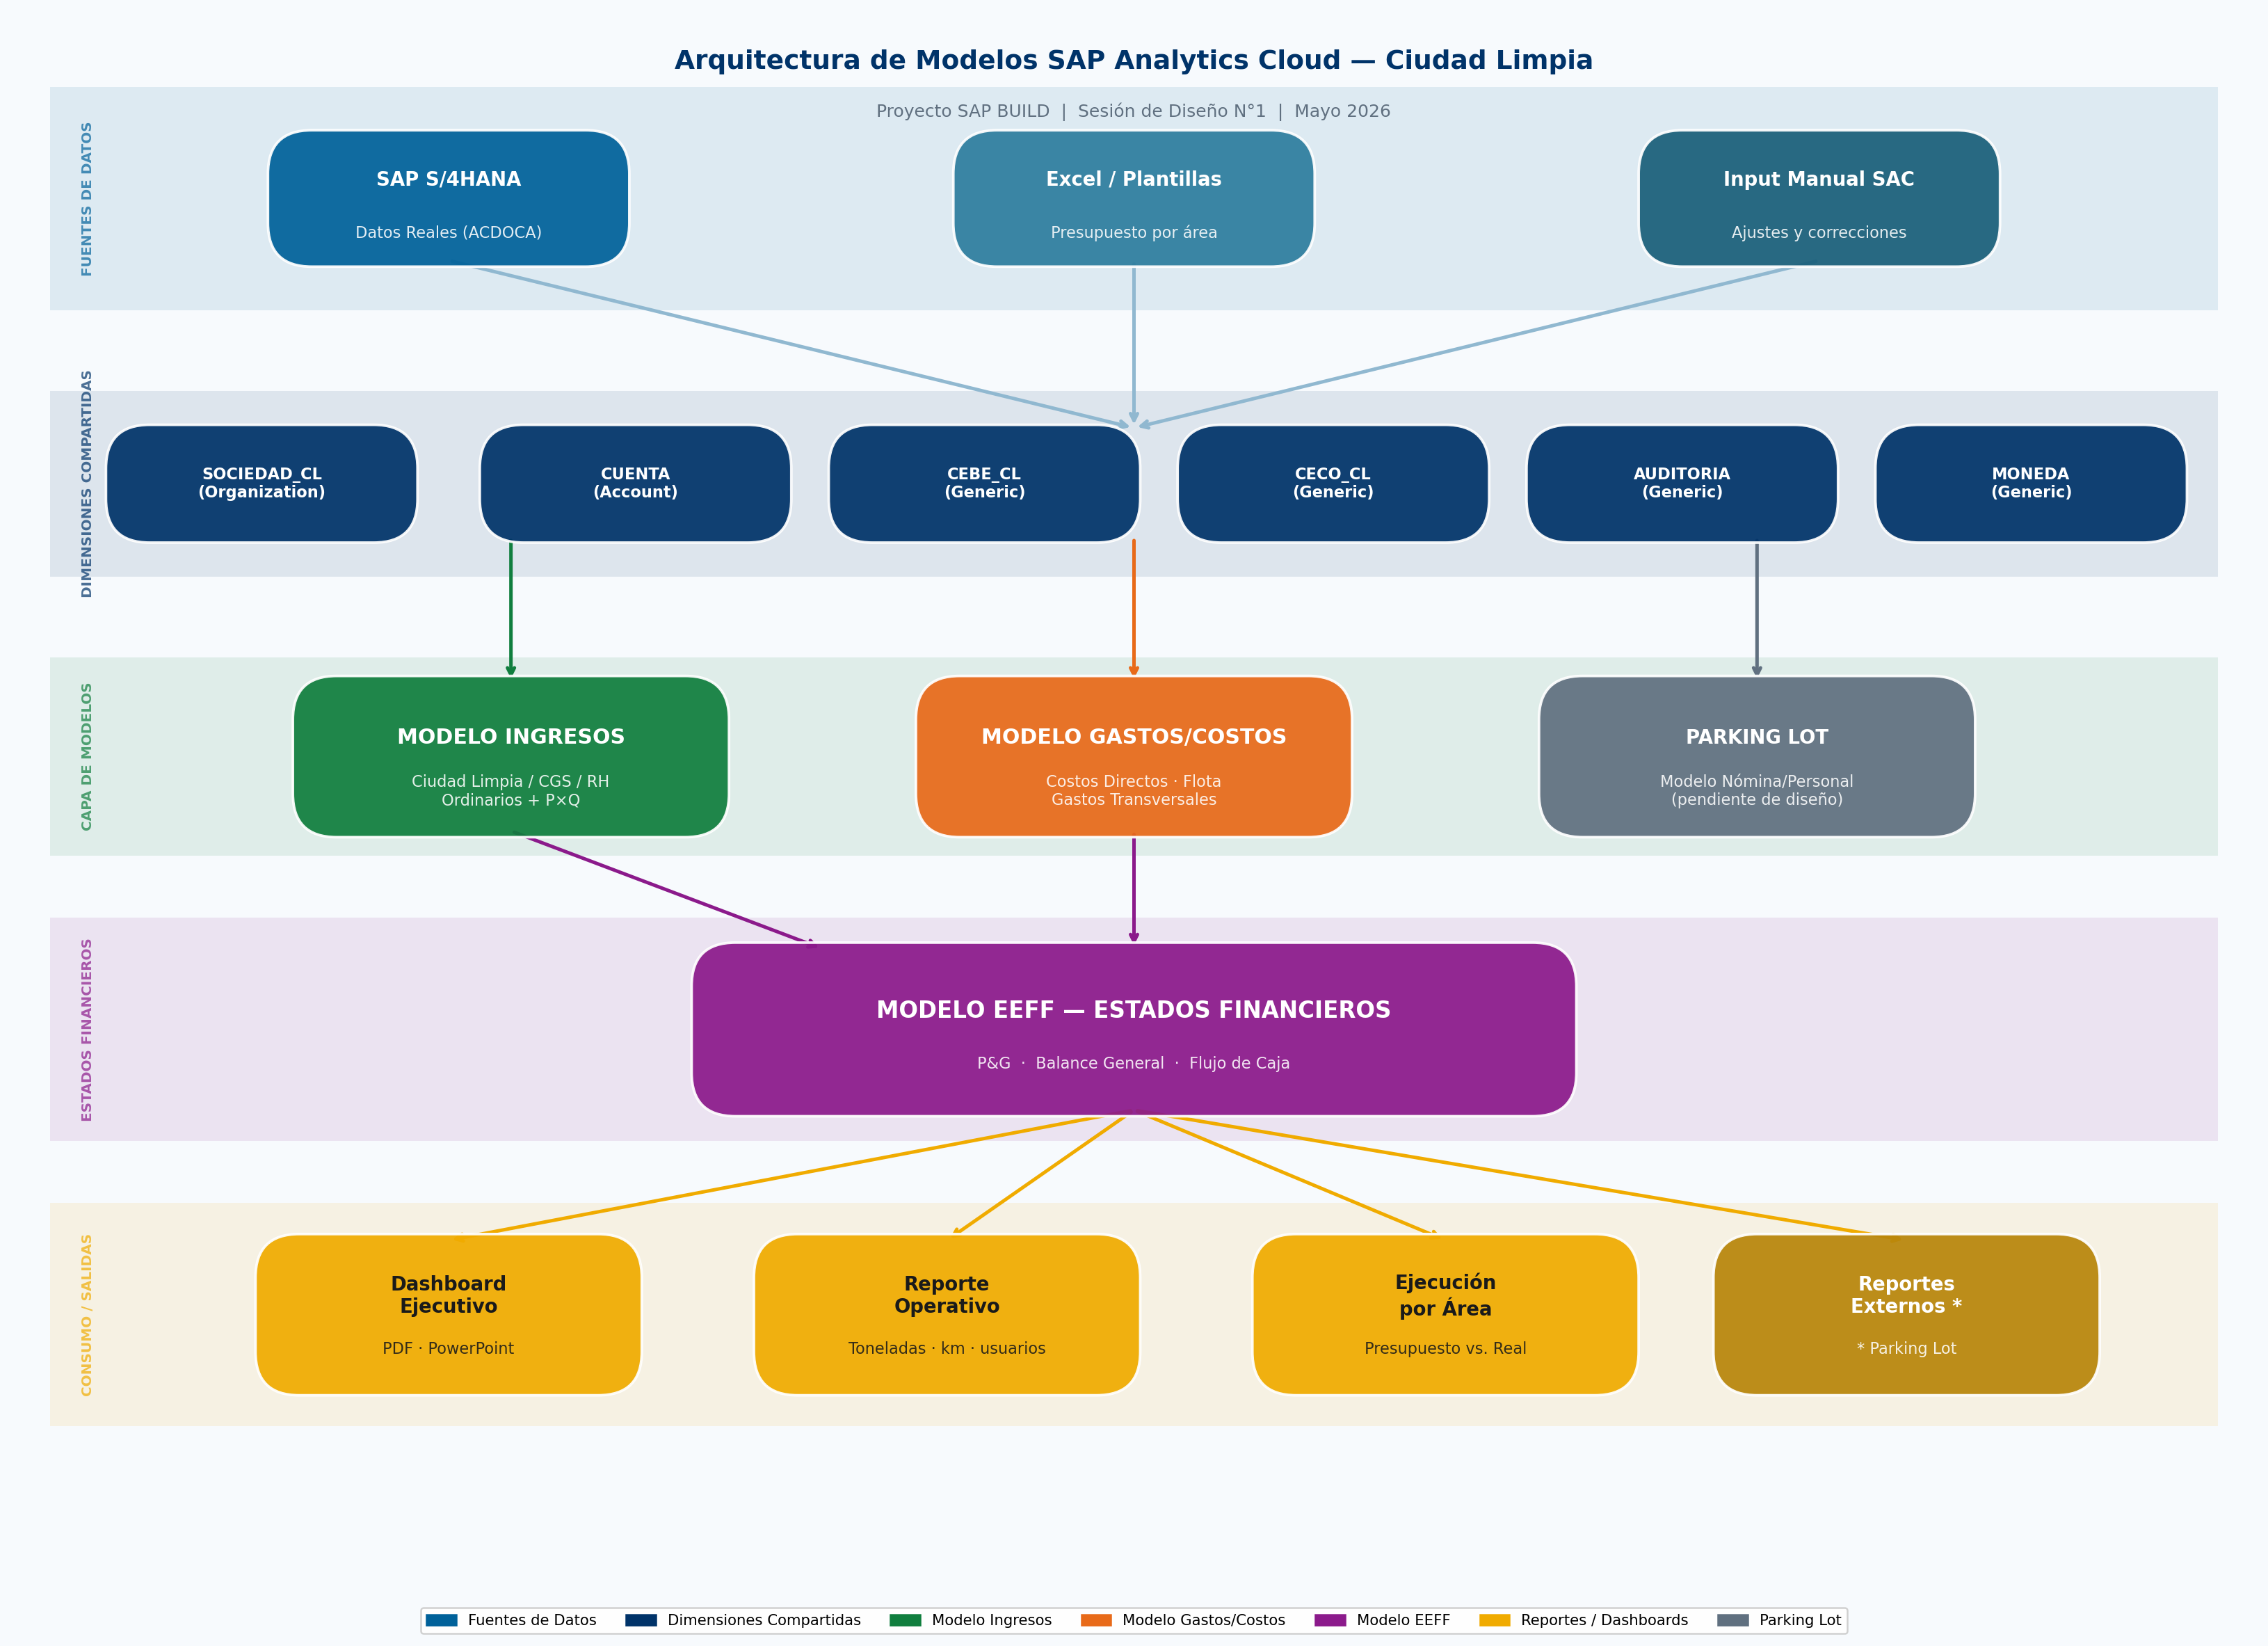 Arquitectura de Modelos SAP Analytics Cloud — Ciudad Limpia
Proyecto SAP BUILD | Sesión de Diseño N°1 | Mayo 2026
FUENTES DE DATOS
SAP S/4HANA
Datos Reales (ACDOCA)
Excel / Plantillas
Presupuesto por área
Input Manual SAC
Ajustes y correcciones
DIMENSIONES COMPARTIDAS
SOCIEDAD_CL
(Organization)
CUENTA
(Account)
CEBE_CL
(Generic)
CECO_CL
(Generic)
AUDITORIA
(Generic)
MONEDA
(Generic)
CAPA DE MODELOS
MODELO INGRESOS
Ciudad Limpia / CGS / RH
Ordinarios + P×Q
MODELO GASTOS/COSTOS
Costos Directos · Flota
Gastos Transversales
PARKING LOT
Modelo Nómina/Personal
(pendiente de diseño)
ESTADOS FINANCIEROS
MODELO EEFF — ESTADOS FINANCIEROS
P&G · Balance General · Flujo de Caja
CONSUMO / SALIDAS
Dashboard
Ejecutivo
PDF · PowerPoint
Reporte
Operativo
Toneladas · km · usuarios
Ejecución
por Área
Presupuesto vs. Real
Reportes
Externos *
* Parking Lot
Fuentes de Datos
Dimensiones Compartidas
Modelo Ingresos
Modelo Gastos/Costos
Modelo EEFF
Reportes / Dashboards
Parking Lot